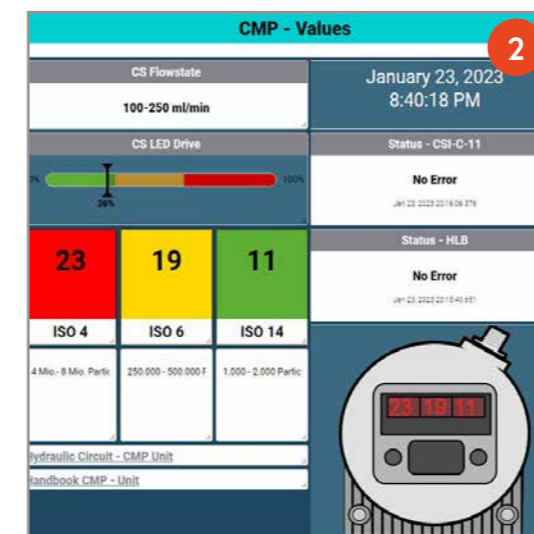 CMP - Values
2
CS Flowstate
100-250 ml/min
January 23, 2023
8:40:18 PM
CS LED Drive
100%
26%
Status - CSI-C-11
No Error
Status - HLB
No Error
23
19
11
ISO 4
ISO 6
ISO 14
4 Mio.- 8 Mio. Partic
250.000 - 500.000 F
1.000 - 2.000 Partic
23 19 11
Hydraulic Circuit - CMP Unit
Handbook CMP - Unit